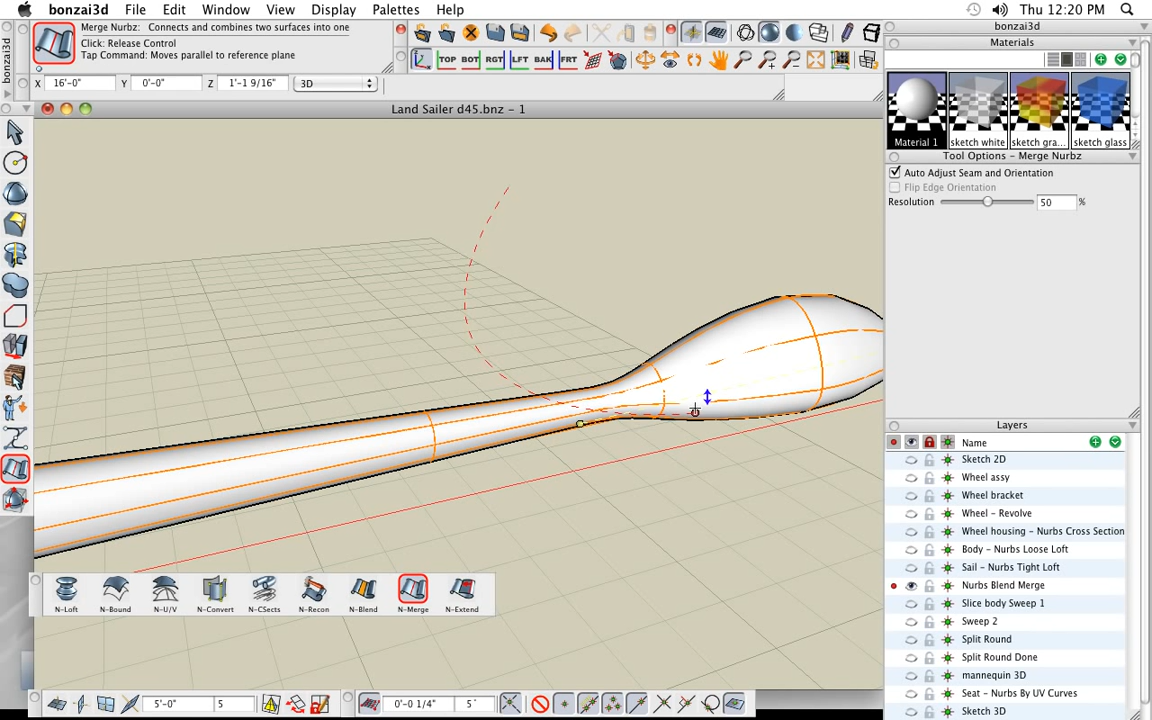 bonzai3d File Edit Window View Display Palettes Help Thu 12:20 PM
bonzai3d
Merge Nurbz: Connects and combines two surfaces into one
Click: Release Control
Tap Command: Moves parallel to reference plane
TOP BOT RGT LFT BAK FRT
X 16'-0" Y 0'-0" Z 1'-1 9/16" 3D
Land Sailer d45.bnz - 1
bonzai3d
Materials
Material 1 sketch white sketch gra... sketch glass
Tool Options - Merge Nurbz
Auto Adjust Seam and Orientation
Flip Edge Orientation
Resolution 50 %
Layers
Name
Sketch 2D
Wheel assy
Wheel bracket
Wheel - Revolve
Wheel housing - Nurbs Cross Section
Body - Nurbs Loose Loft
Sail - Nurbs Tight Loft
Nurbs Blend Merge
Slice body Sweep 1
Sweep 2
Split Round
Split Round Done
mannequin 3D
Seat - Nurbs By UV Curves
Sketch 3D
N-Loft N-Bound N-U/V N-Convert N-CSects N-Recon N-Blend N-Merge N-Extend
5'-0" 5 0'-0 1/4" 5°